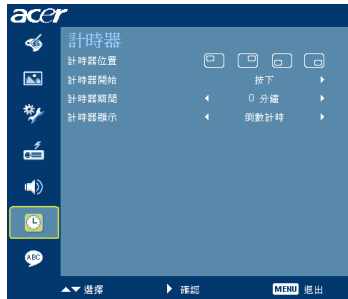 acer
計時器
計時器位置
計時器開始 按下
計時器期間 0 分鐘
計時器顯示 倒數計時
ABC
選擇 確認 MENU 退出